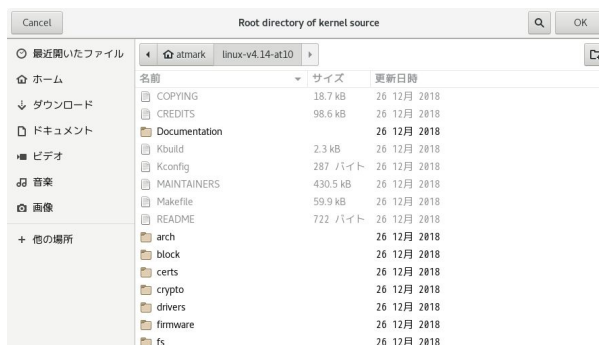 Cancel Root directory of kernel source OK
最近開いたファイル atmark linux-v4.14-at10
名前 サイズ 更新日時
ホーム
COPYING 18.7 kB 26 12月 2018
ダウンロード
CREDITS 98.6 kB 26 12月 2018
ドキュメント
Documentation 26 12月 2018
Kbuild 2.3 kB 26 12月 2018
ビデオ
Kconfig 287 バイト 26 12月 2018
音楽
MAINTAINERS 430.5 kB 26 12月 2018
画像
Makefile 59.9 kB 26 12月 2018
README 722 バイト 26 12月 2018
+ 他の場所
arch 26 12月 2018
block 26 12月 2018
certs 26 12月 2018
crypto 26 12月 2018
drivers 26 12月 2018
firmware 26 12月 2018
fs 26 12月 2018